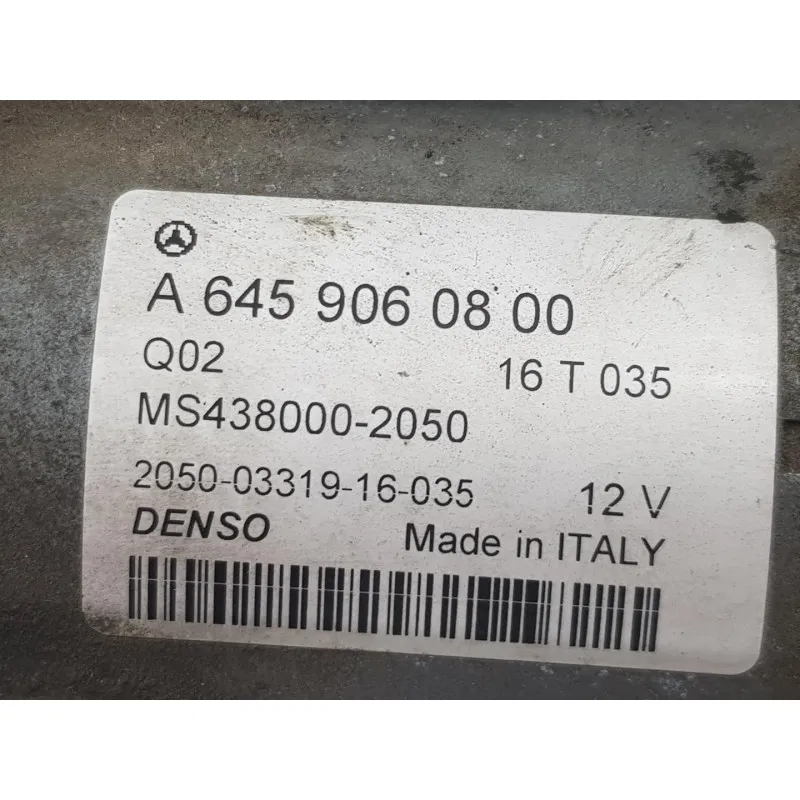 A 645 906 08 00
Q02 16 T 035
MS438000-2050
2050-03319-16-035 12 V
DENSO Made in ITALY